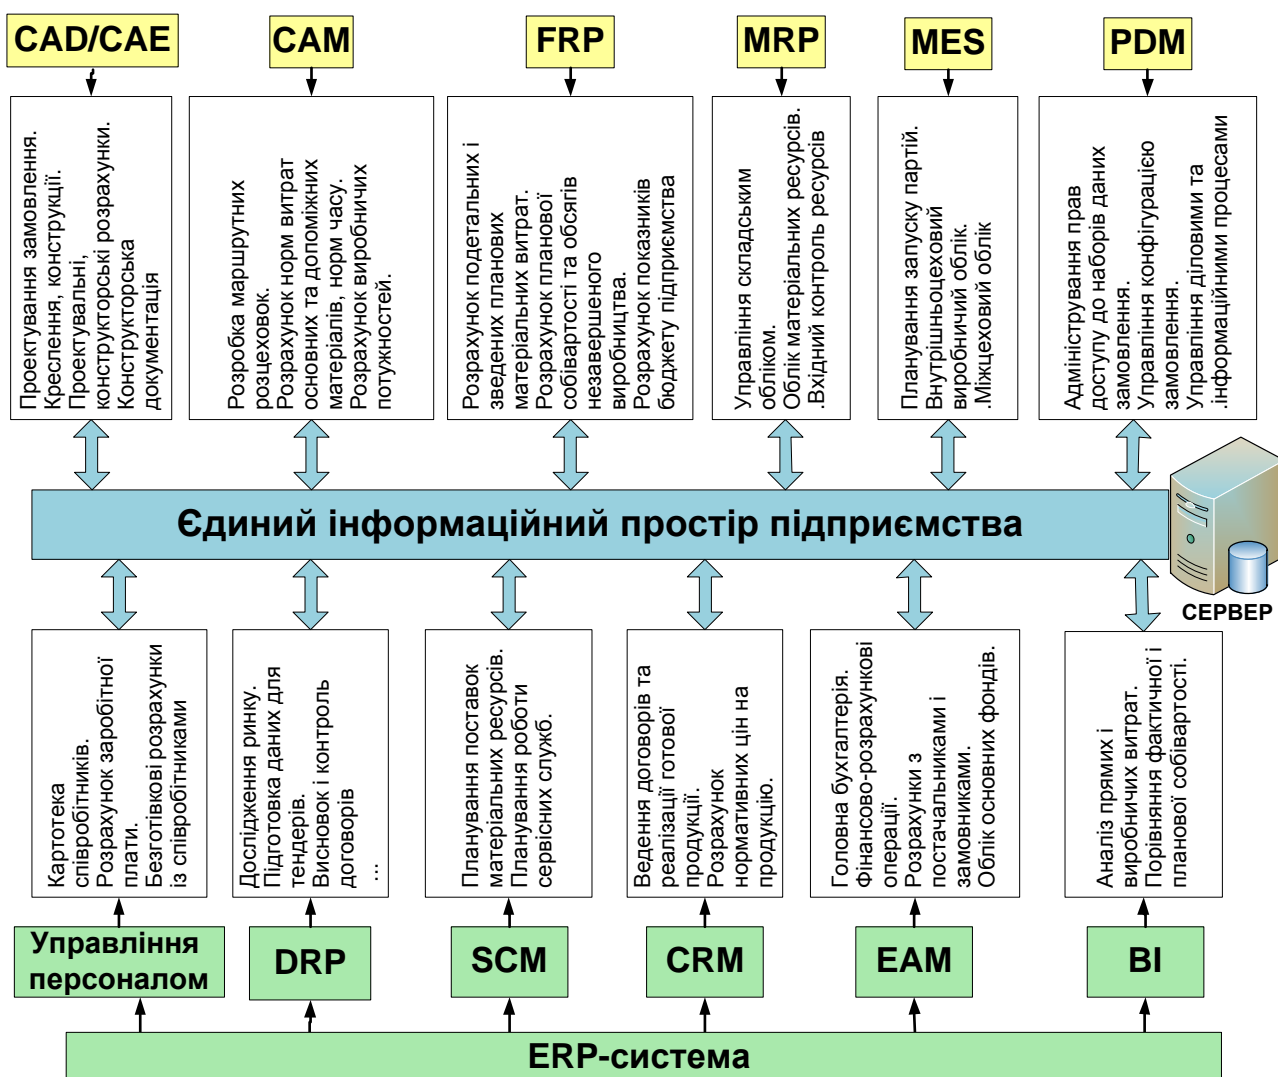 CAD/CAE
CAM
FRP
MRP
MES
PDM
Проектування замовлення.
Креслення, конструкції.
Проектувальні,
конструкторські розрахунки.
Конструкторська
документація
Розробка маршрутних
розцеховок.
Розрахунок норм витрат
основних та допоміжних
матеріалів, норм часу.
Розрахунок виробничих
потужностей.
Розрахунок подетальних і
зведених планових
матеріальних витрат.
Розрахунок планової
собівартості та обсягів
незавершеного
виробництва.
Розрахунок показників
бюджету підприємства
Управління складським
обліком.
Облік матеріальних ресурсів.
.Вхідний контроль ресурсів
Планування запуску партій.
Внутрішньоцеховий
виробничий облік.
.Міжцеховий облік
Адміністрування прав
доступу до наборів даних
замовлення.
Управління конфігурацією
замовлення.
Управління діловими та
.інформаційними процесами
Єдиний інформаційний простір підприємства
СЕРВЕР
Картотека
співробітників.
Розрахунок заробітної
плати.
Безготівкові розрахунки
із співробітниками
Дослідження ринку.
Підготовка даних для
тендерів.
Висновок і контроль
договорів
...
Планування поставок
матеріальних ресурсів.
Планування роботи
сервісних служб.
Ведення договорів та
реалізації готової
продукції.
Розрахунок
нормативних цін на
продукцію.
Головна бухгалтерія.
Фінансово-розрахункові
операції.
Розрахунки з
постачальниками і
замовниками.
Облік основних фондів.
Аналіз прямих і
виробничих витрат.
Порівняння фактичної і
планової собівартості.
Управління
персоналом
DRP
SCM
CRM
EAM
BI
ERP-система